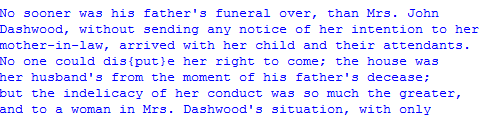 No sooner was his father's funeral over, than Mrs. John
Dashwood, without sending any notice of her intention to her
mother-in-law, arrived with her child and their attendants.
No one could dis{put}e her right to come; the house was
her husband's from the moment of his father's decease;
but the indelicacy of her conduct was so much the greater,
and to a woman in Mrs. Dashwood's situation, with only